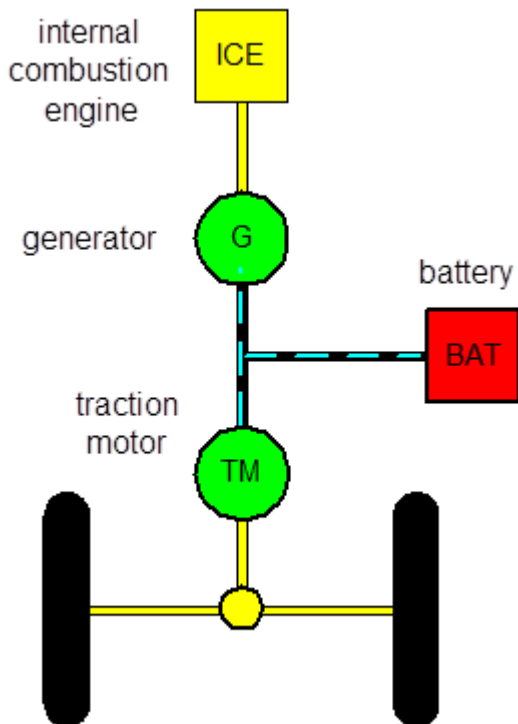 internal
combustion
engine
ICE
generator
G
battery
BAT
traction
motor
TM